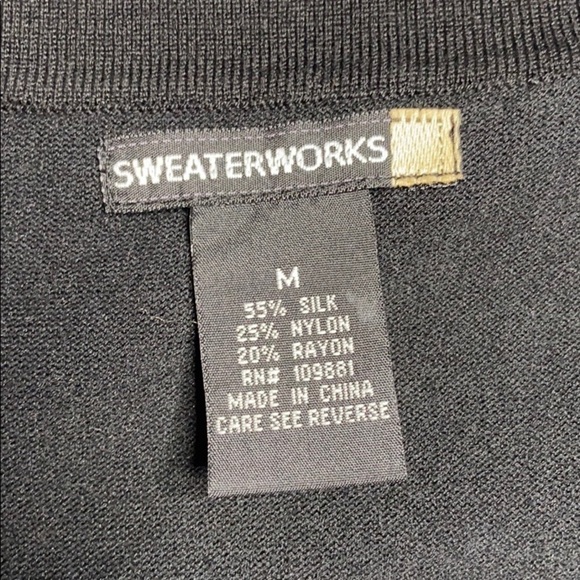 SWEATERWORKS
M
55% SILK
25% NYLON
20% RAYON
RN# 109881
MADE IN CHINA
CARE SEE REVERSE